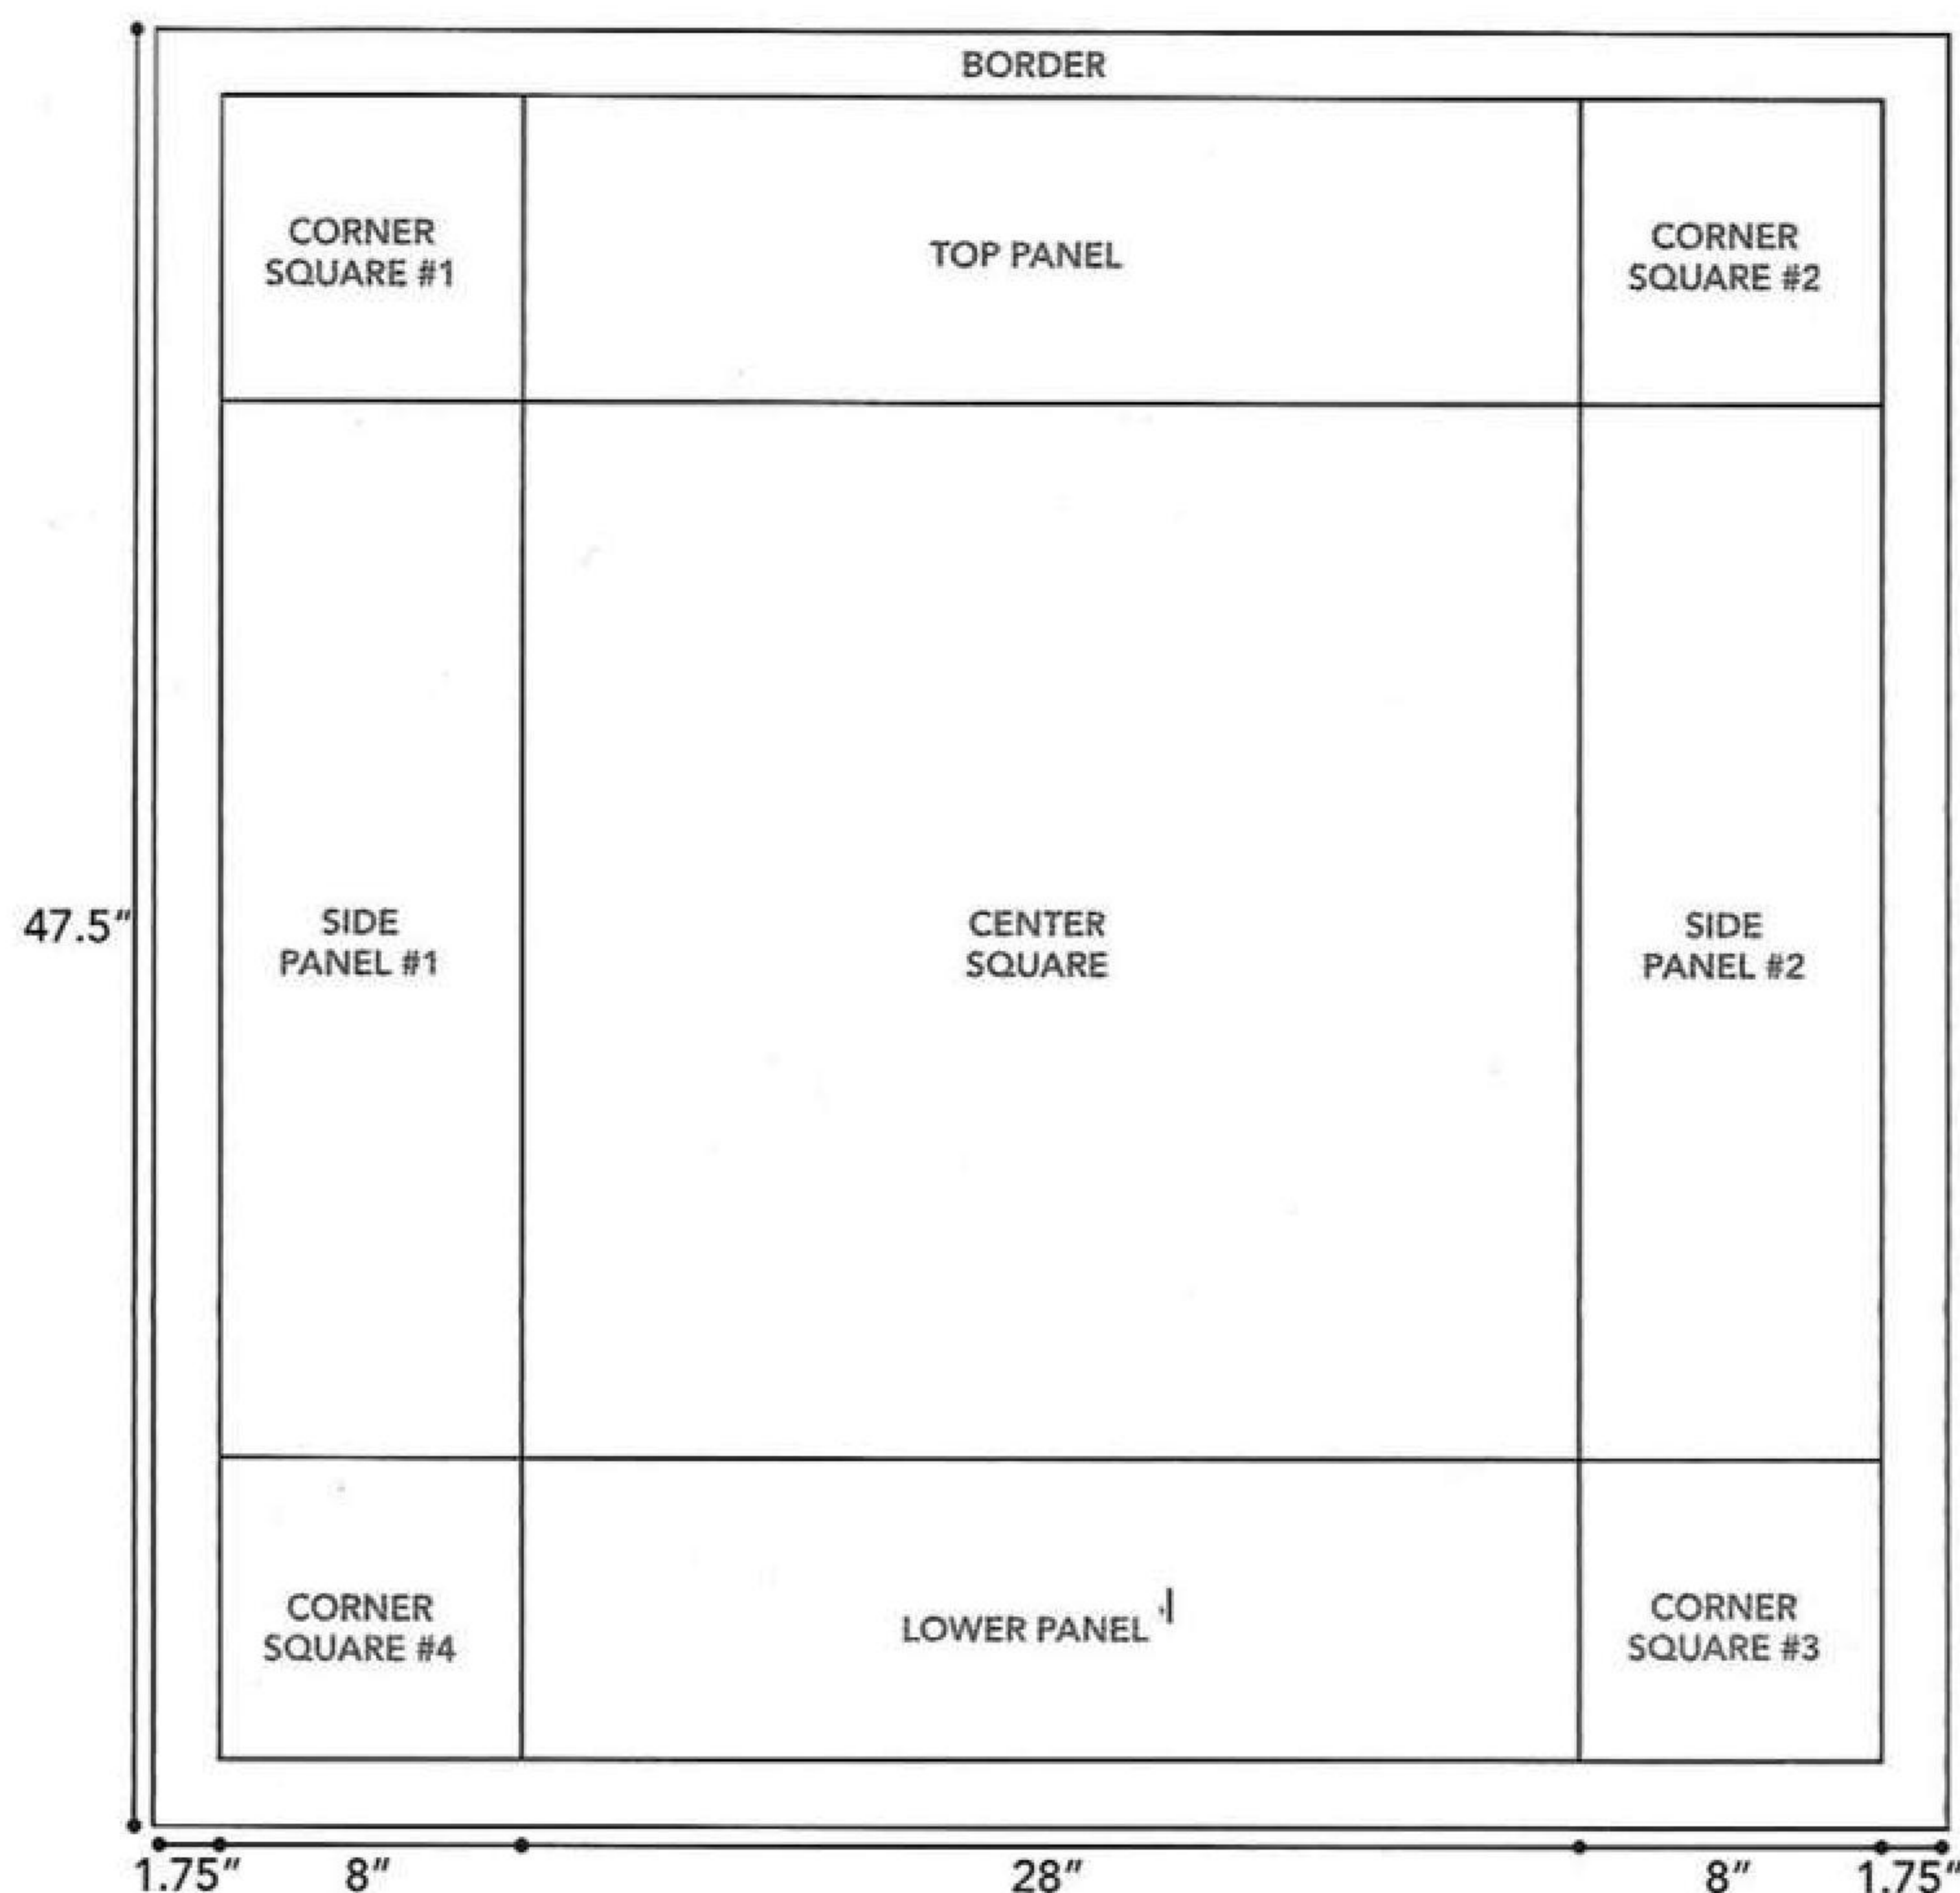 BORDER
CORNER
SQUARE #1
TOP PANEL
CORNER
SQUARE #2
47.5"
SIDE
PANEL #1
CENTER
SQUARE
SIDE
PANEL #2
CORNER
SQUARE #4
LOWER PANEL
CORNER
SQUARE #3
1.75" 8" 28" 8" 1.75"